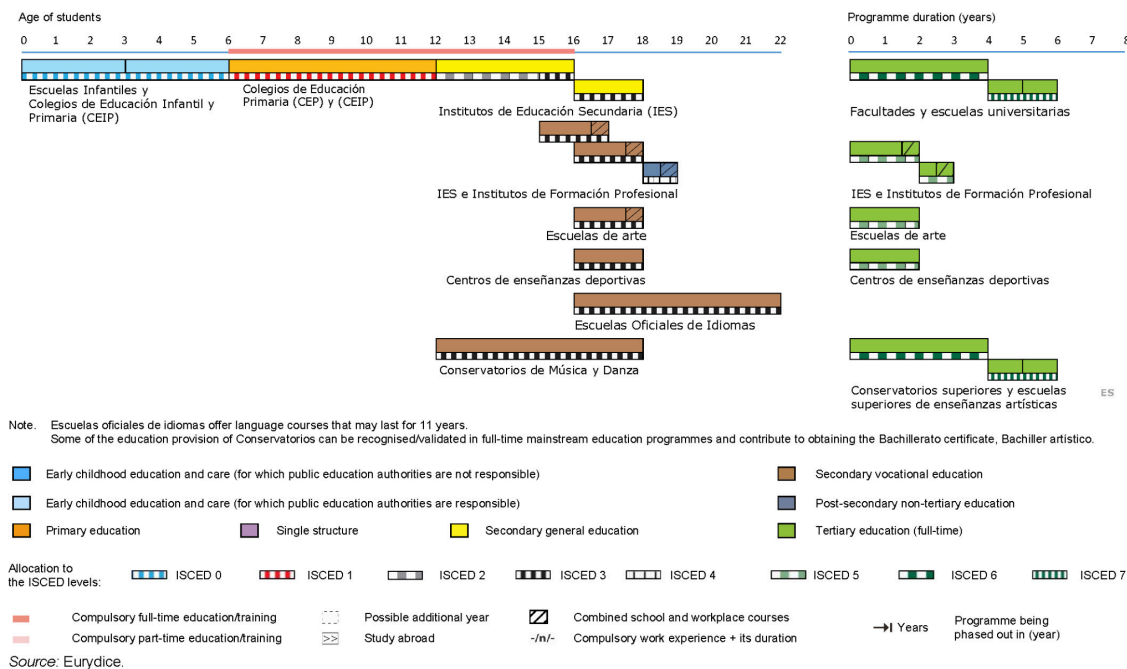 Age of students
Programme duration (years)
0 1 2 3 4 5 6 7 8 9 10 11 12 13 14 15 16 17 18 19 20 21 22
0 1 2 3 4 5 6 7 8
Escuelas Infantiles y
Colegios de Educación Infantil y
Primaria (CEIP)
Colegios de Educación
Primaria (CEP) y (CEIP)
Institutos de Educación Secundaria (IES)
Facultades y escuelas universitarias
IES e Institutos de Formación Profesional
IES e Institutos de Formación Profesional
Escuelas de arte
Escuelas de arte
Centros de enseñanzas deportivas
Centros de enseñanzas deportivas
Escuelas Oficiales de Idiomas
Conservatorios de Música y Danza
Conservatorios superiores y escuelas
superiores de enseñanzas artísticas
ES
Note. Escuelas oficiales de idiomas offer language courses that may last for 11 years.
Some of the education provision of Conservatorios can be recognised/validated in full-time mainstream education programmes and contribute to obtaining the Bachillerato certificate, Bachiller artístico.
Early childhood education and care (for which public education authorities are not responsible)
Secondary vocational education
Early childhood education and care (for which public education authorities are responsible)
Post-secondary non-tertiary education
Primary education
Single structure
Secondary general education
Tertiary education (full-time)
Allocation to
the ISCED levels:
ISCED 0
ISCED 1
ISCED 2
ISCED 3
ISCED 4
ISCED 5
ISCED 6
ISCED 7
Compulsory full-time education/training
Possible additional year
Combined school and workplace courses
Years
Programme being
phased out in (year)
Compulsory part-time education/training
>> Study abroad
-/n/- Compulsory work experience + its duration
Source: Eurydice.